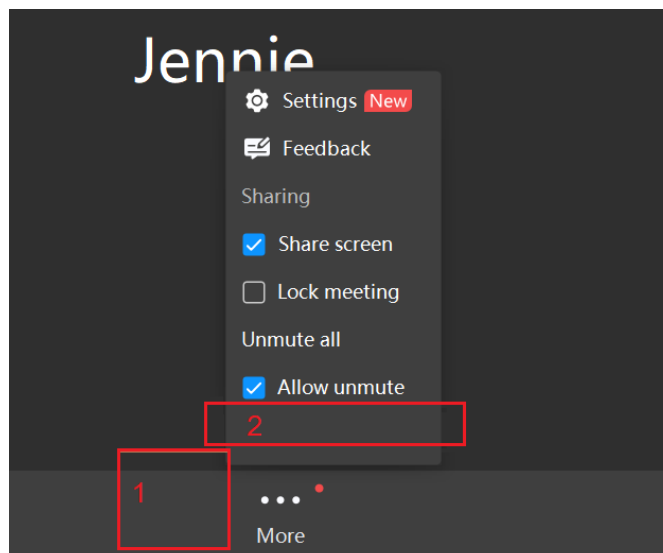 Jennie
Settings New
Feedback
Sharing
Share screen
Lock meeting
Unmute all
Allow unmute
2
1
More